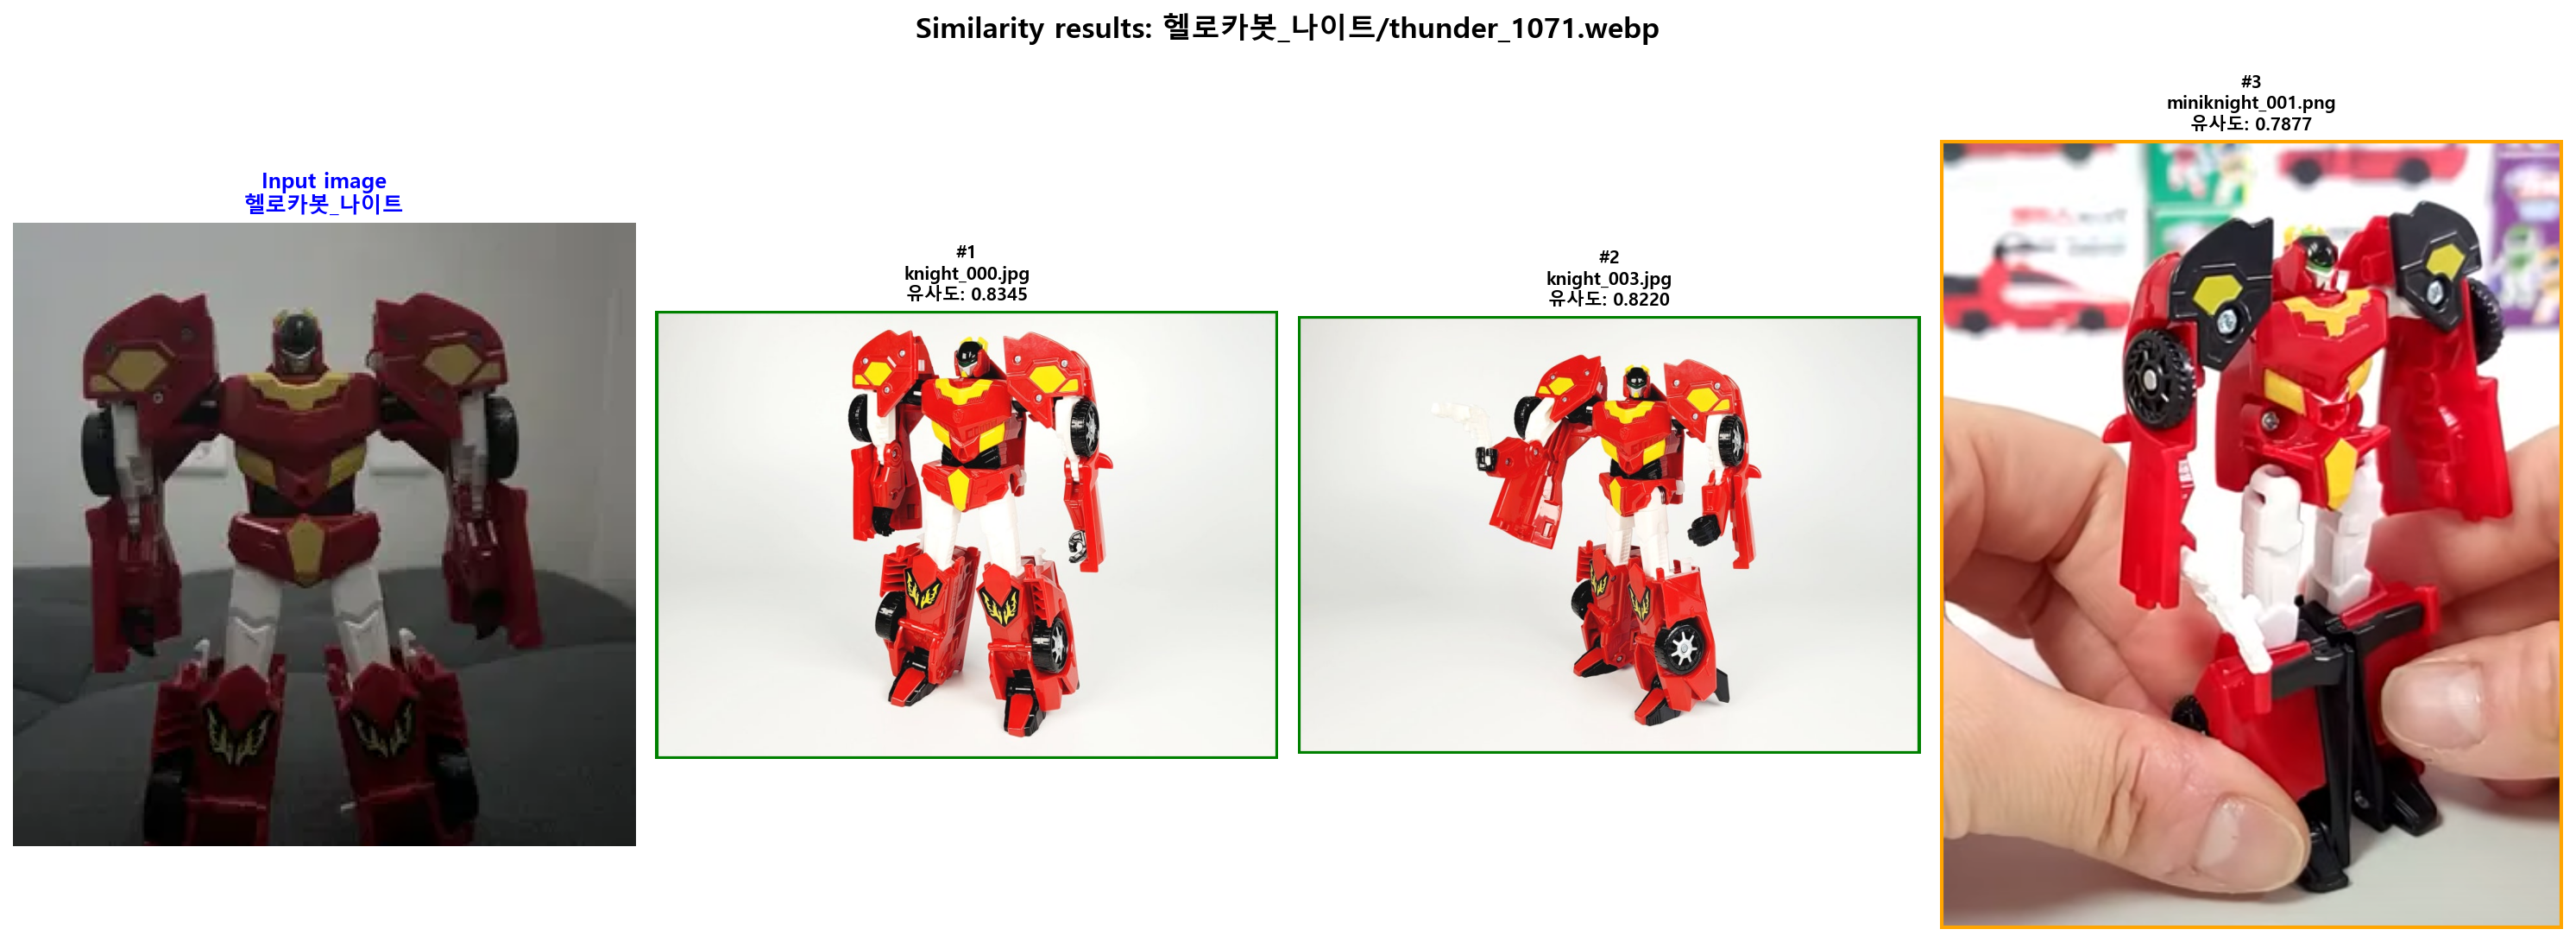 Similarity results: 헬로카봇_나이트/thunder_1071.webp
Input image
헬로카봇_나이트
#1
knight_000.jpg
유사도: 0.8345
#2
knight_003.jpg
유사도: 0.8220
#3
miniknight_001.png
유사도: 0.7877